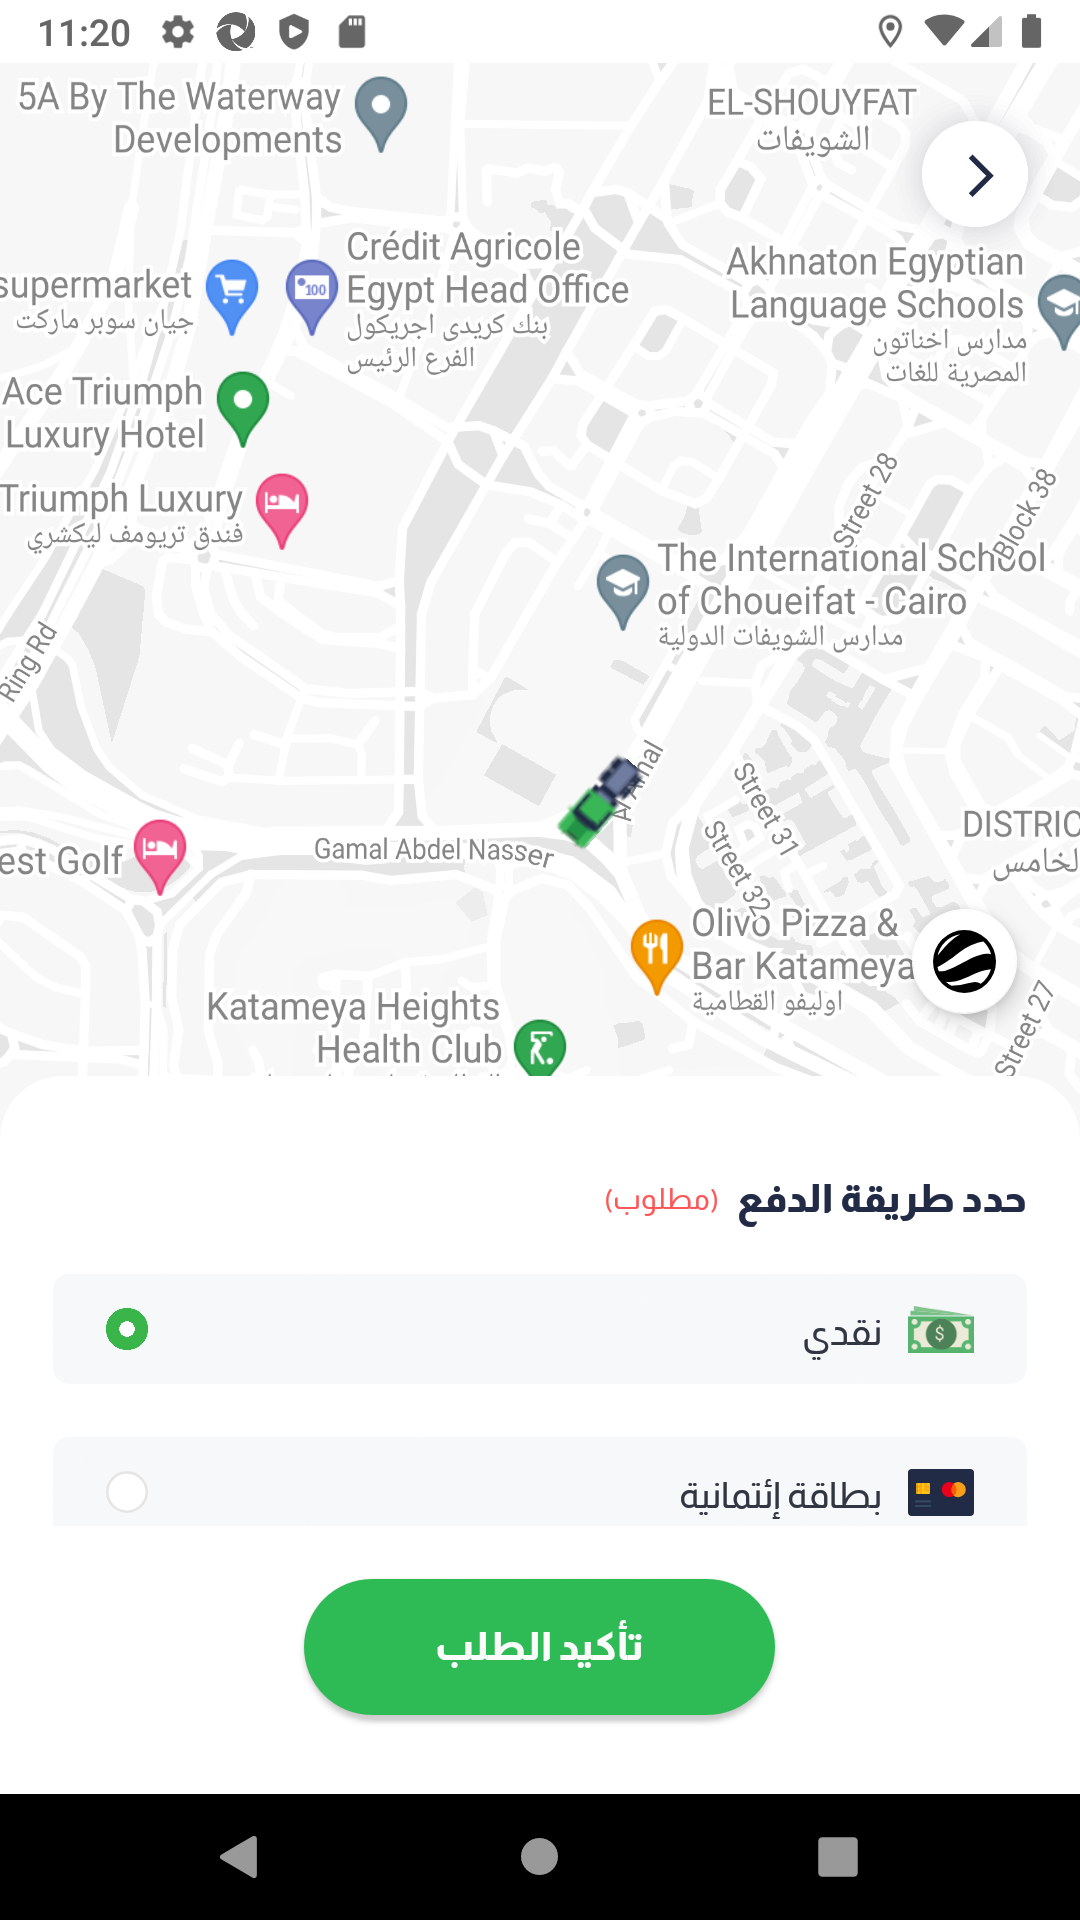 11:20
5A By The Waterway
Developments
EL-SHOUYFAT
الشويفات
Crédit Agricole
Egypt Head Office
بنك كريدى اجريكول
الفرع الرئيس
100
supermarket
جيان سوبر ماركت
Akhnaton Egyptian
Language Schools
مدارس اخناتون
المصرية للغات
Ace Triumph
Luxury Hotel
Triumph Luxury
فندق تريومف ليكشري
Street 28
Block 38
The International School
of Choueifat - Cairo
مدارس الشويفات الدولية
Ring Rd
Al Amal
Street 31
Street 32
Gamal Abdel Nasser
est Golf
DISTRIC
لخامس
Olivo Pizza &
Bar Katameya
اوليفو القطامية
Street 27
Katameya Heights
Health Club
حدد طريقة الدفع (مطلوب)
نقدي
بطاقة إئتمانية
تأكيد الطلب